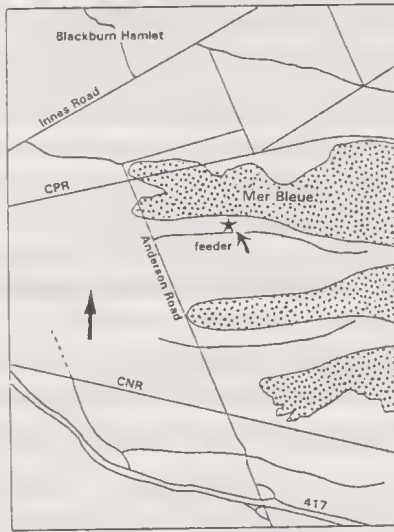 Blackburn Hamlet
Innes Road
CPR
Mer Bleue
feeder
Anderson Road
CNR
417